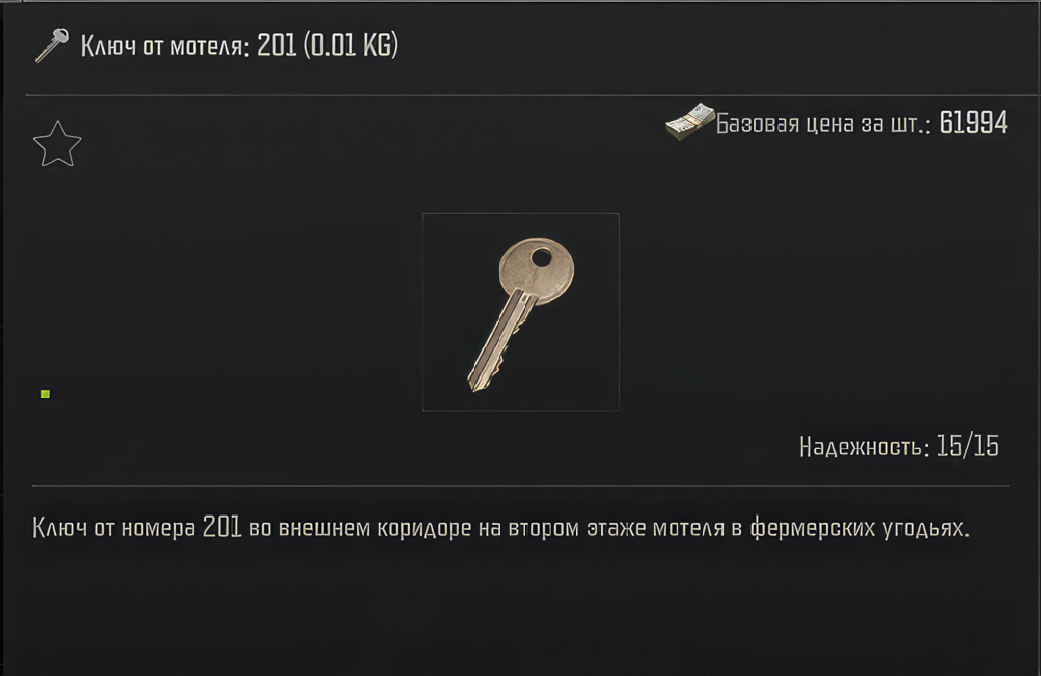 Ключ от мотеля: 201 (0.01 KG)
Базовая цена за шт.: 61994
Надежность: 15/15
Ключ от номера 201 во внешнем коридоре на втором этаже мотеля в фермерских угодьях.